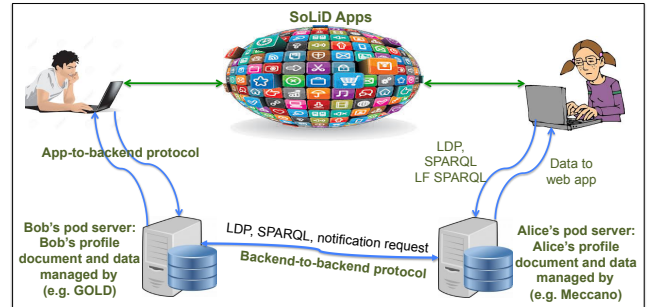 SoLiD Apps
App-to-backend protocol
LDP,
SPARQL
LF SPARQL
Data to
web app
Bob's pod server:
Bob's profile
document and data
managed by
(e.g. GOLD)
LDP, SPARQL, notification request
Backend-to-backend protocol
Alice's pod server:
Alice's profile
document and data
managed by
(e.g. Meccano)